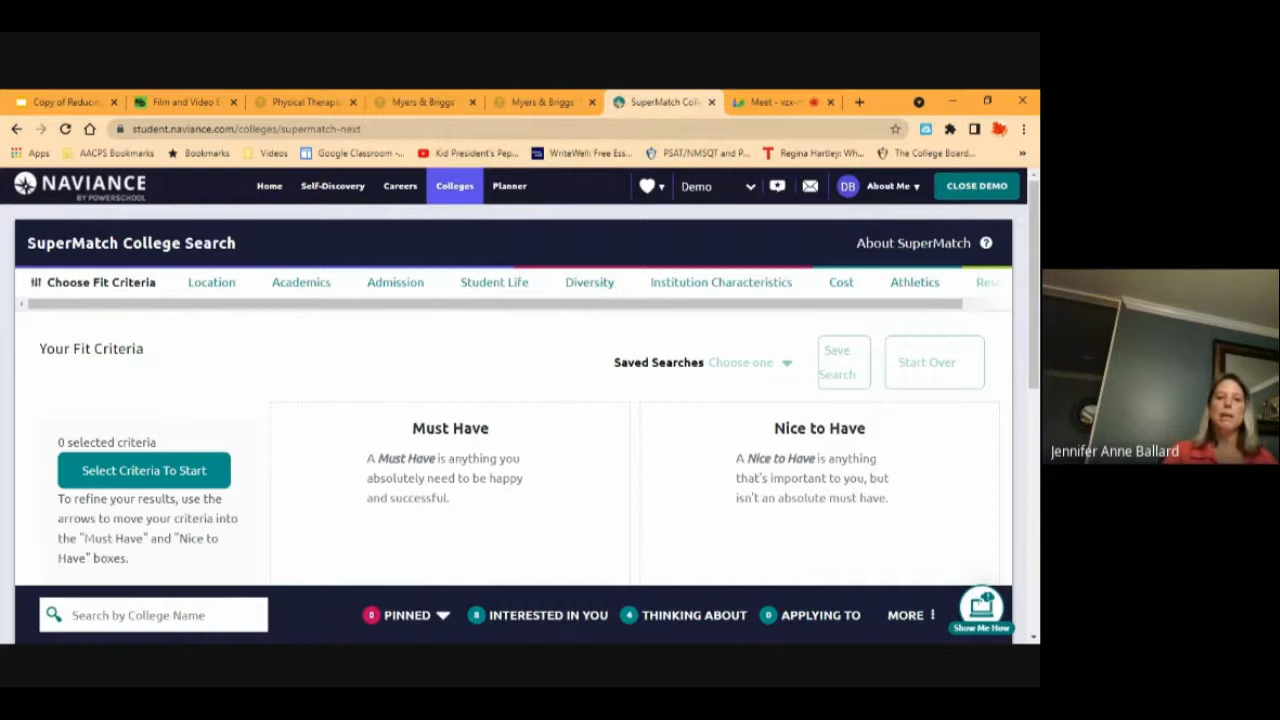 Copy of Reducin
Film and Video E
Physical Therapis
Myers & Briggs'
Myers & Briggs'
SuperMatch Coll
Meet - vzx-m
student.naviance.com/colleges/supermatch-next
Apps
AACPS Bookmarks
Bookmarks
Videos
Google Classroom -...
Kid President's Pep...
WriteWell: Free Ess...
PSAT/NMSQT and P...
Regina Hartley: Wh...
The College Board...
NAVIANCE
BY POWERSCHOOL
Home
Self-Discovery
Careers
Colleges
Planner
Demo
DB
About Me
CLOSE DEMO
SuperMatch College Search
About SuperMatch ?
Choose Fit Criteria
Location
Academics
Admission
Student Life
Diversity
Institution Characteristics
Cost
Athletics
Reso
Your Fit Criteria
Saved Searches Choose one
Save
Search
Start Over
0 selected criteria
Select Criteria To Start
To refine your results, use the
arrows to move your criteria into
the "Must Have" and "Nice to
Have" boxes.
Must Have
A Must Have is anything you
absolutely need to be happy
and successful.
Nice to Have
A Nice to Have is anything
that's important to you, but
isn't an absolute must have.
Jennifer Anne Ballard
Search by College Name
0 PINNED
8 INTERESTED IN YOU
4 THINKING ABOUT
0 APPLYING TO
MORE
Show Me How